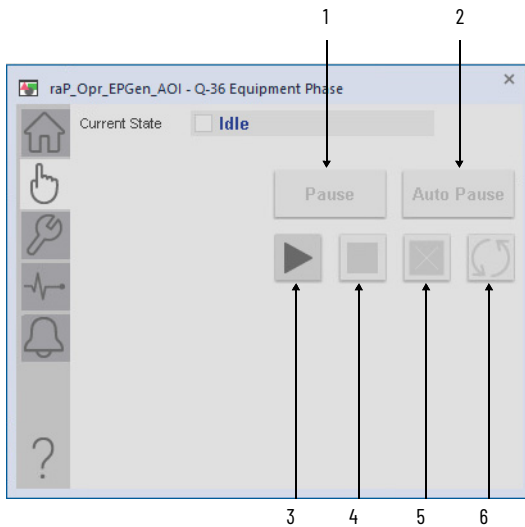 1 2
raP_Opr_EPGen_AOI - Q-36 Equipment Phase
Current State Idle
Pause Auto Pause
3 4 5 6